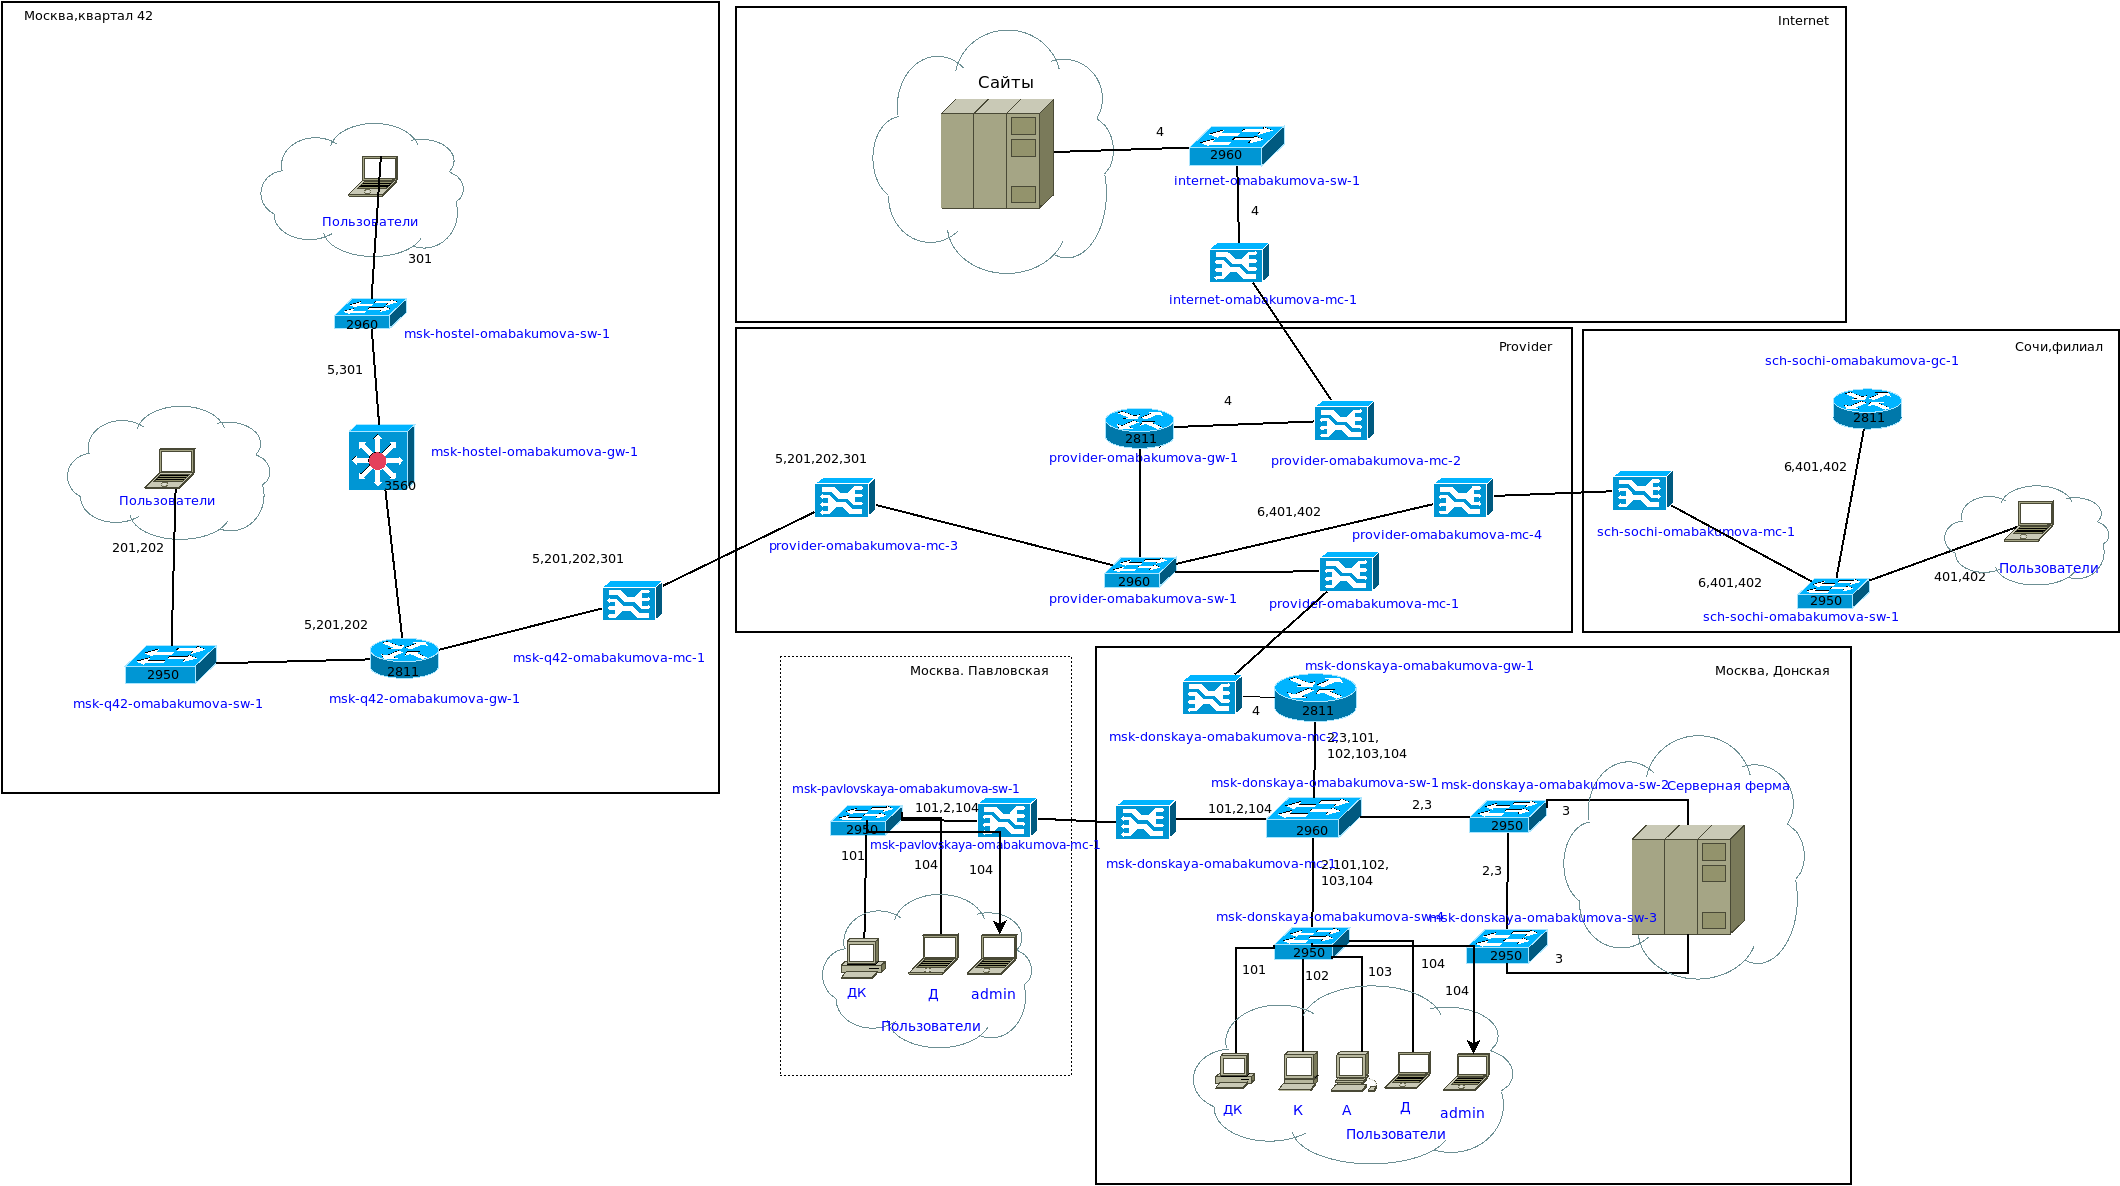 Москва,квартал 42
Пользователи
301
2960
msk-hostel-omabakumova-sw-1
5,301
msk-hostel-omabakumova-gw-1
3560
Пользователи
201,202
5,201,202,301
5,201,202
2950
2811
msk-q42-omabakumova-mc-1
msk-q42-omabakumova-sw-1
msk-q42-omabakumova-gw-1
Internet
Сайты
4
2960
internet-omabakumova-sw-1
4
internet-omabakumova-mc-1
Provider
4
2811
provider-omabakumova-gw-1
provider-omabakumova-mc-2
5,201,202,301
6,401,402
provider-omabakumova-mc-4
provider-omabakumova-mc-3
2960
provider-omabakumova-sw-1
provider-omabakumova-mc-1
Сочи,филиал
sch-sochi-omabakumova-gc-1
2811
6,401,402
sch-sochi-omabakumova-mc-1
Пользователи
6,401,402
401,402
2950
sch-sochi-omabakumova-sw-1
Москва. Павловская
msk-pavlovskaya-omabakumova-sw-1
101,2,104
2950
msk-pavlovskaya-omabakumova-mc-1
101
104
104
ДК
Д
admin
Пользователи
Москва, Донская
msk-donskaya-omabakumova-gw-1
2811
4
msk-donskaya-omabakumova-mc-2
2,3,101,
102,103,104
msk-donskaya-omabakumova-sw-1
msk-donskaya-omabakumova-sw-2
Серверная ферма
101,2,104
2,3
3
2960
2950
msk-donskaya-omabakumova-mc-1
2,101,102,
103,104
2,3
msk-donskaya-omabakumova-sw-4
msk-donskaya-omabakumova-sw-3
2950
2950
3
101
102
103
104
104
ДК
К
А
Д
admin
Пользователи